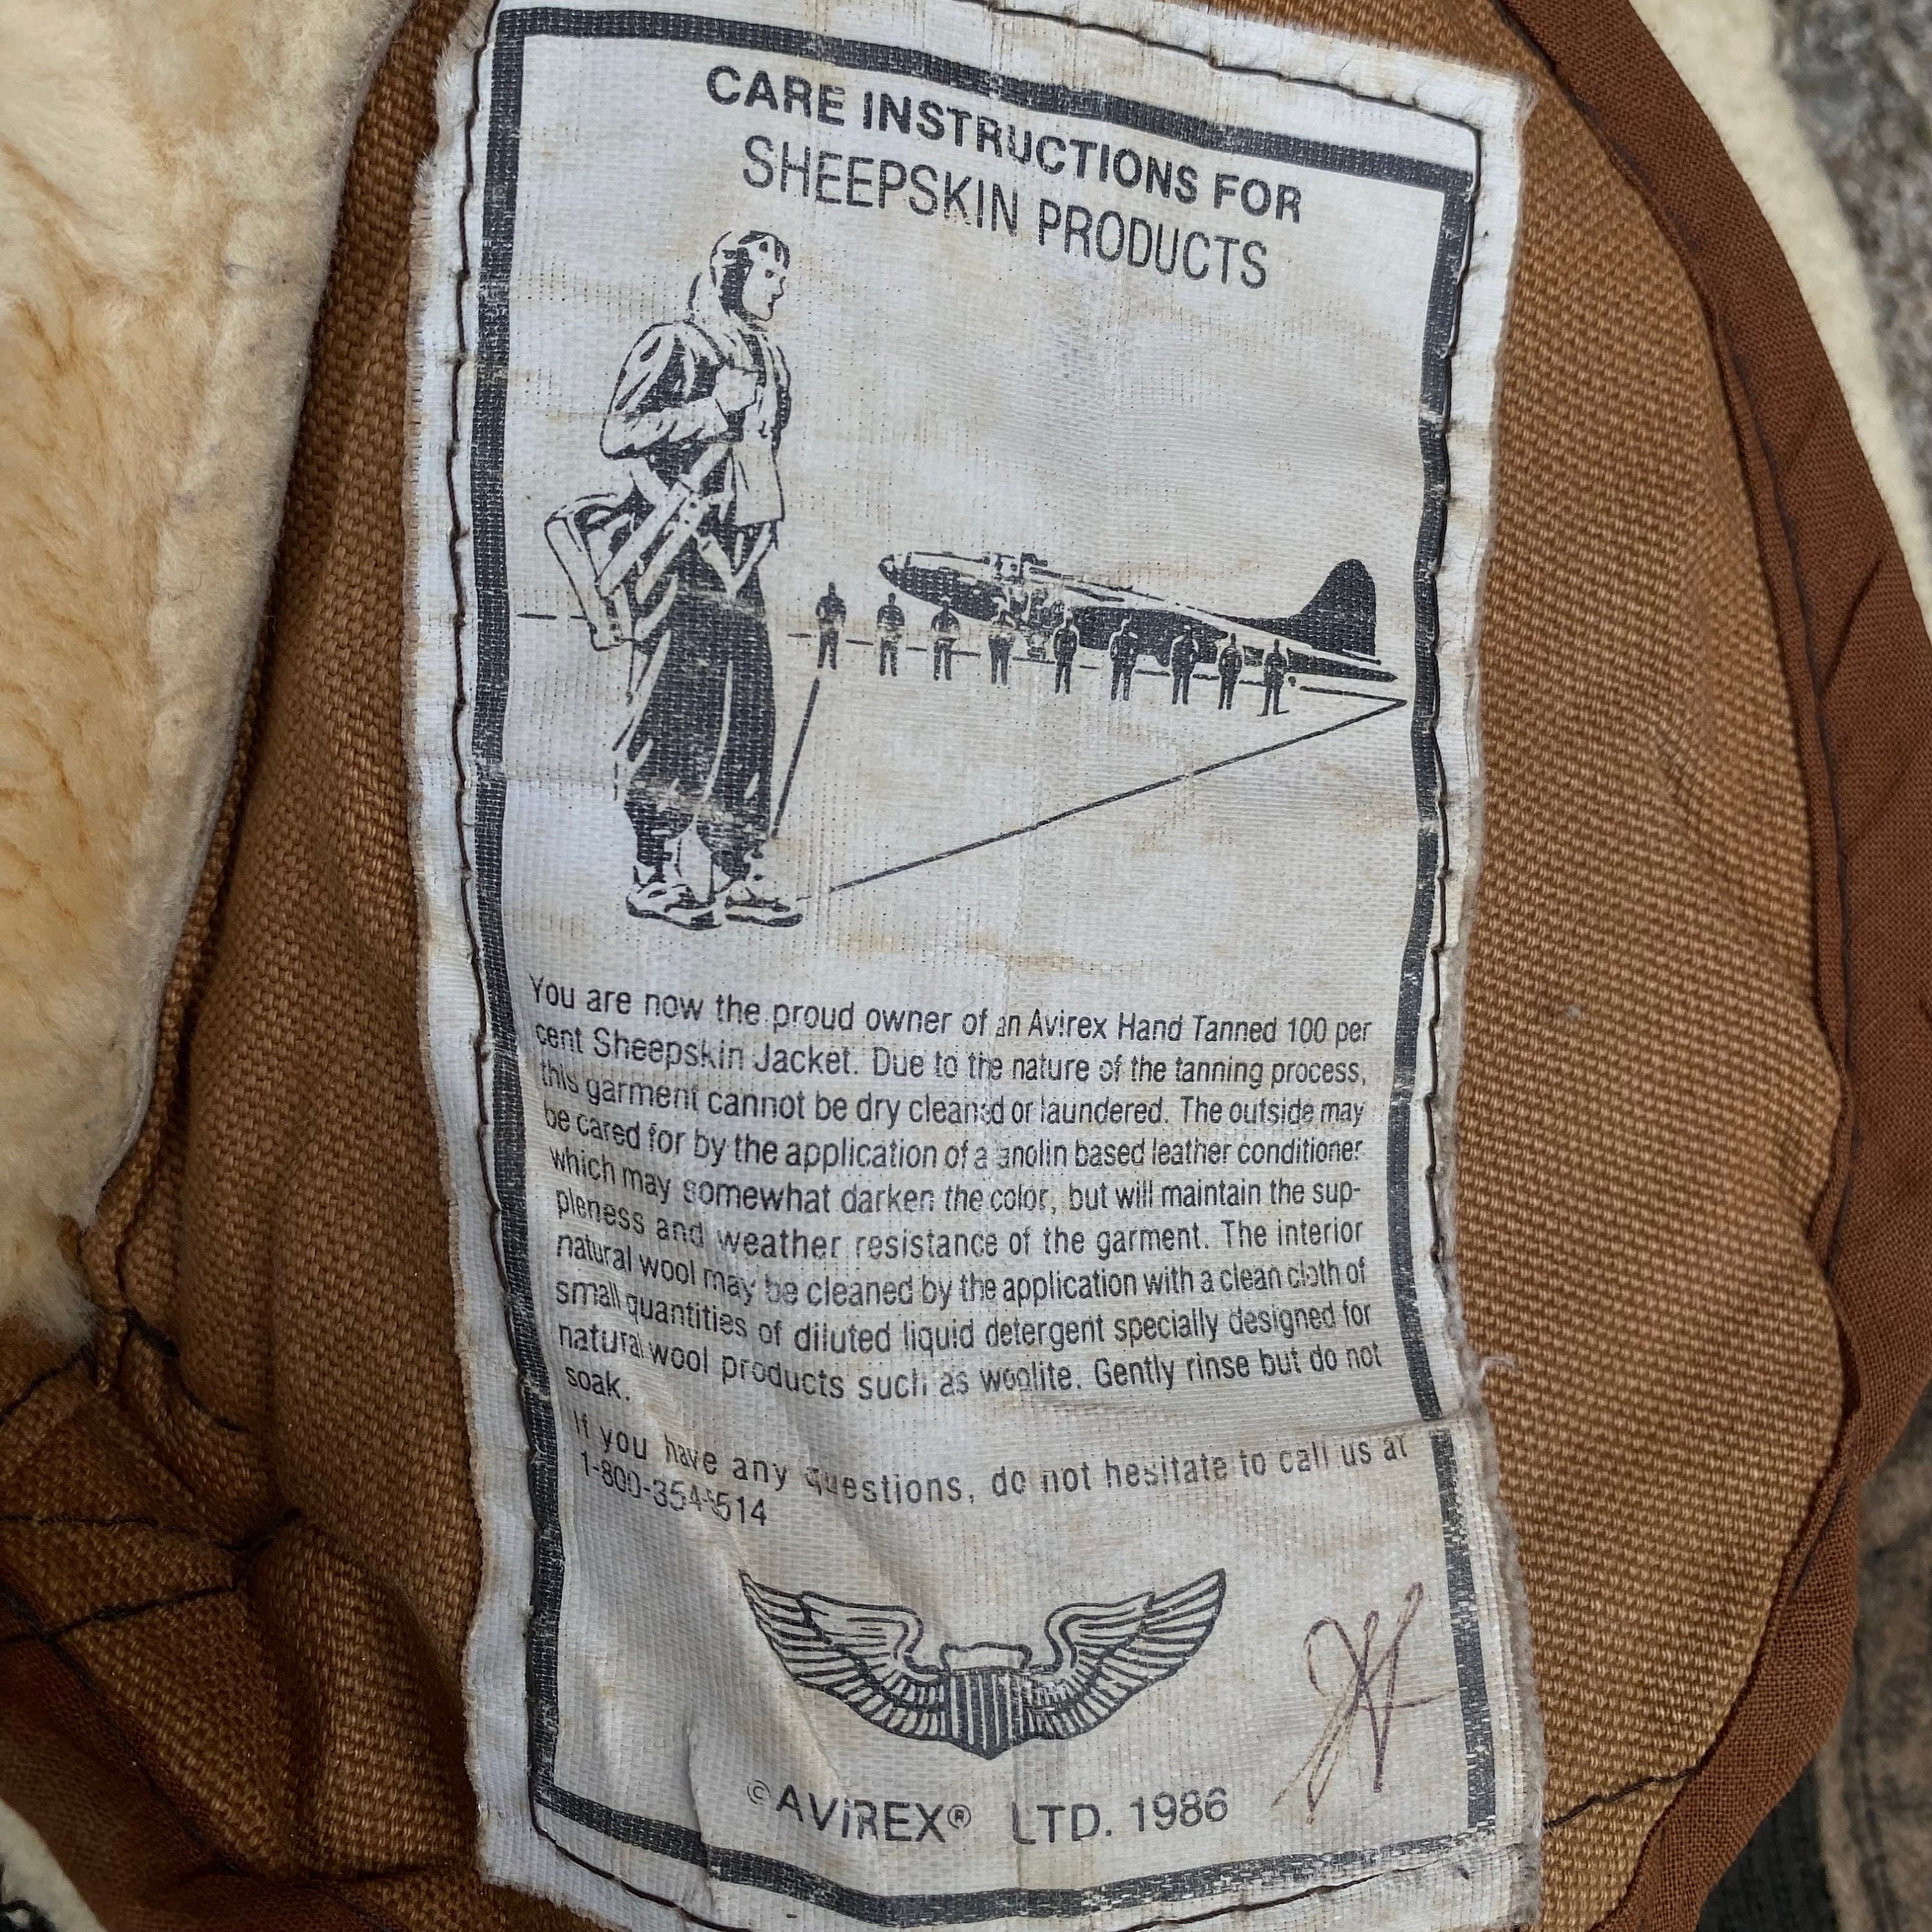 CARE INSTRUCTIONS FOR
SHEEPSKIN PRODUCTS
You are now the proud owner of an Avirex Hand Tanned 100 per
cent Sheepskin Jacket. Due to the nature of the tanning process,
this garment cannot be dry cleaned or laundered. The outside may
be cared for by the application of a lanolin based leather conditioner
which may somewhat darken the color, but will maintain the sup-
pleness and weather resistance of the garment. The interior
natural wool may be cleaned by the application with a clean cloth of
small quantities of diluted liquid detergent specially designed for
natural wool products such as woolite. Gently rinse but do not
soak.
If you have any questions, do not hesitate to call us at
©AVIREX® LTD. 1986